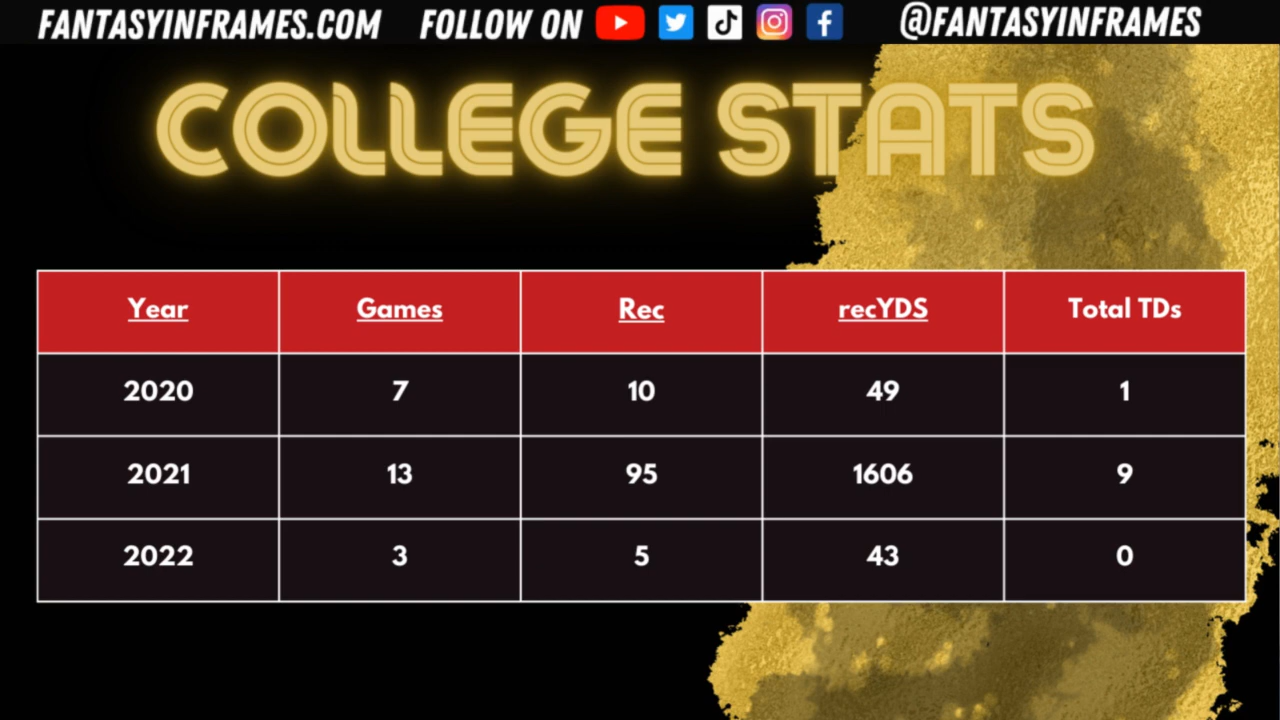 FANTASYINFRAMES.COM FOLLOW ON @FANTASYINFRAMES
COLLEGE STATS
Year Games Rec recYDS Total TDs
2020 7 10 49 1
2021 13 95 1606 9
2022 3 5 43 0